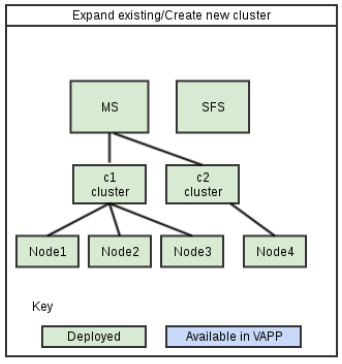 Expand existing/Create new cluster
MS
SFS
c1
cluster
c2
cluster
Node1
Node2
Node3
Node4
Key
Deployed
Available in VAPP